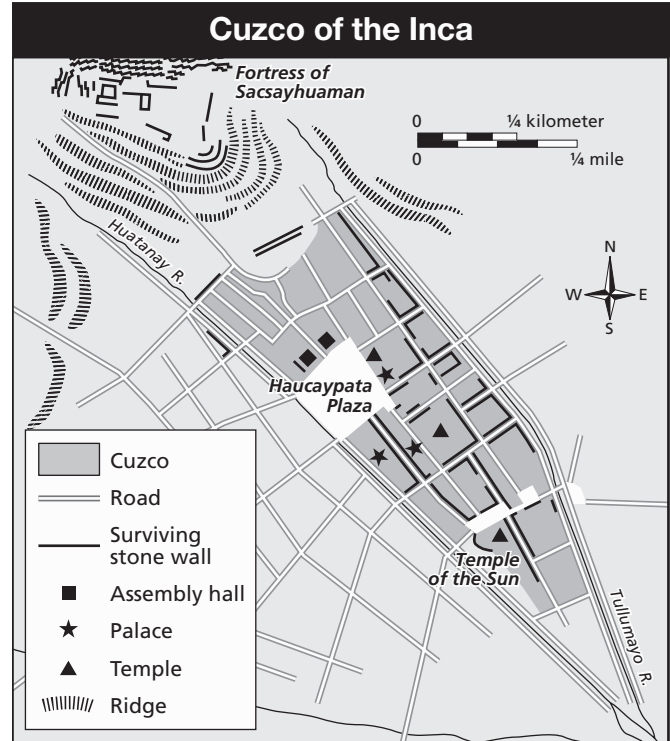 Cuzco of the Inca
Fortress of
Sacsayhuaman
0 ¼ kilometer
0 ¼ mile
Huatanay R.
N
W E
S
Haucaypata
Plaza
Cuzco
Road
Surviving
stone wall
Assembly hall
Palace
Temple
Ridge
Temple
of the Sun
Tullumayo R.